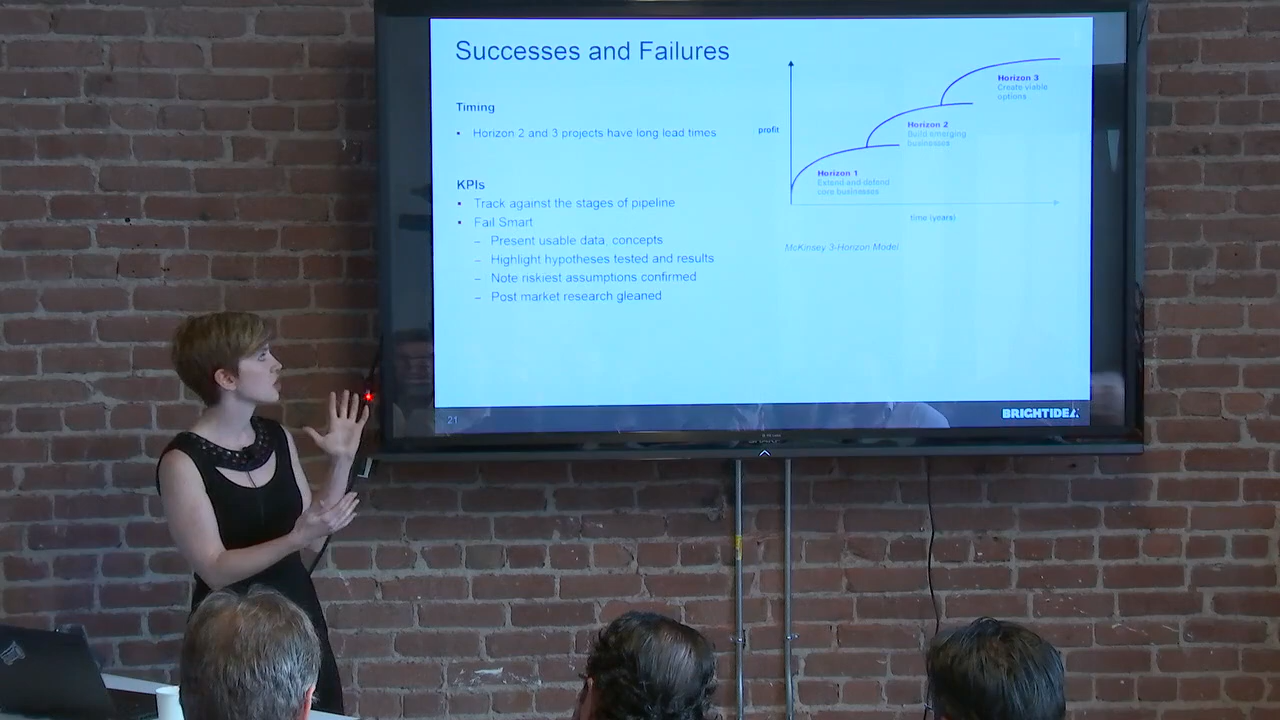 Successes and Failures
Timing
• Horizon 2 and 3 projects have long lead times
KPIs
• Track against the stages of pipeline
• Fail Smart
– Present usable data, concepts
– Highlight hypotheses tested and results
– Note riskiest assumptions confirmed
– Post market research gleaned
profit
Horizon 3
Create viable
options
Horizon 2
Build emerging
businesses
Horizon 1
Extend and defend
core businesses
time (years)
McKinsey 3-Horizon Model
21
BRIGHTIDEA
SHARP